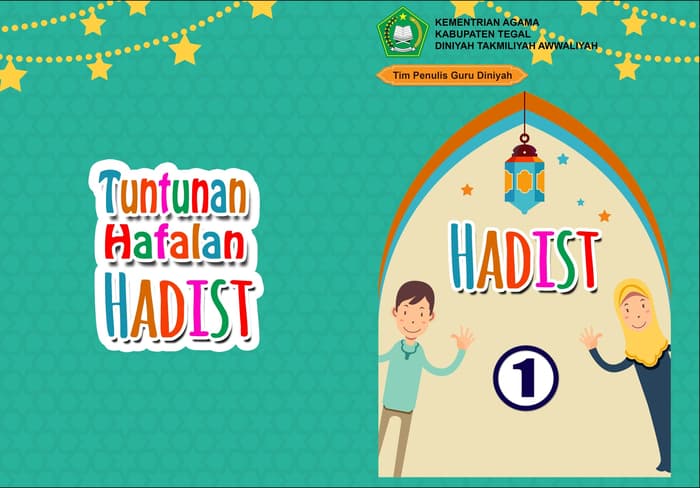 KEMENTRIAN AGAMA
KABUPATEN TEGAL
DINIYAH TAKMILIYAH AWWALIYAH
Tim Penulis Guru Diniyah
Tuntunan
Hafalan
HADIST
HADIST
1